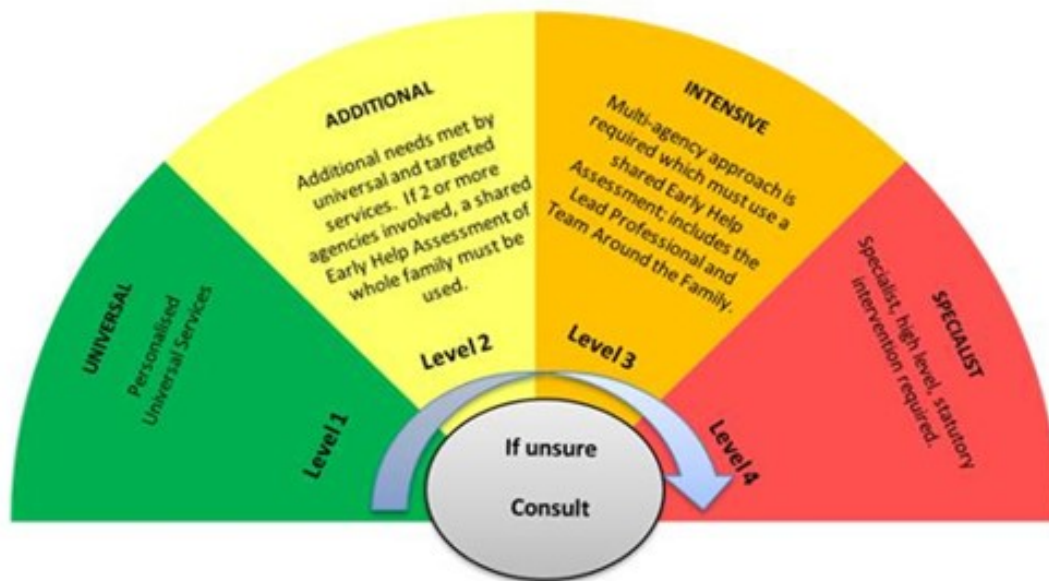 UNIVERSAL
Personalised
Universal Services
Level 1
ADDITIONAL
Additional needs met by
universal and targeted
services. If 2 or more
agencies involved, a shared
Early Help Assessment of
whole family must be
used.
Level 2
INTENSIVE
Multi-agency approach is
required which must use a
shared Early Help
Assessment; includes the
Lead Professional and
Team Around the Family.
Level 3
SPECIALIST
Specialist, high level, statutory
intervention required.
Level 4
If unsure
Consult